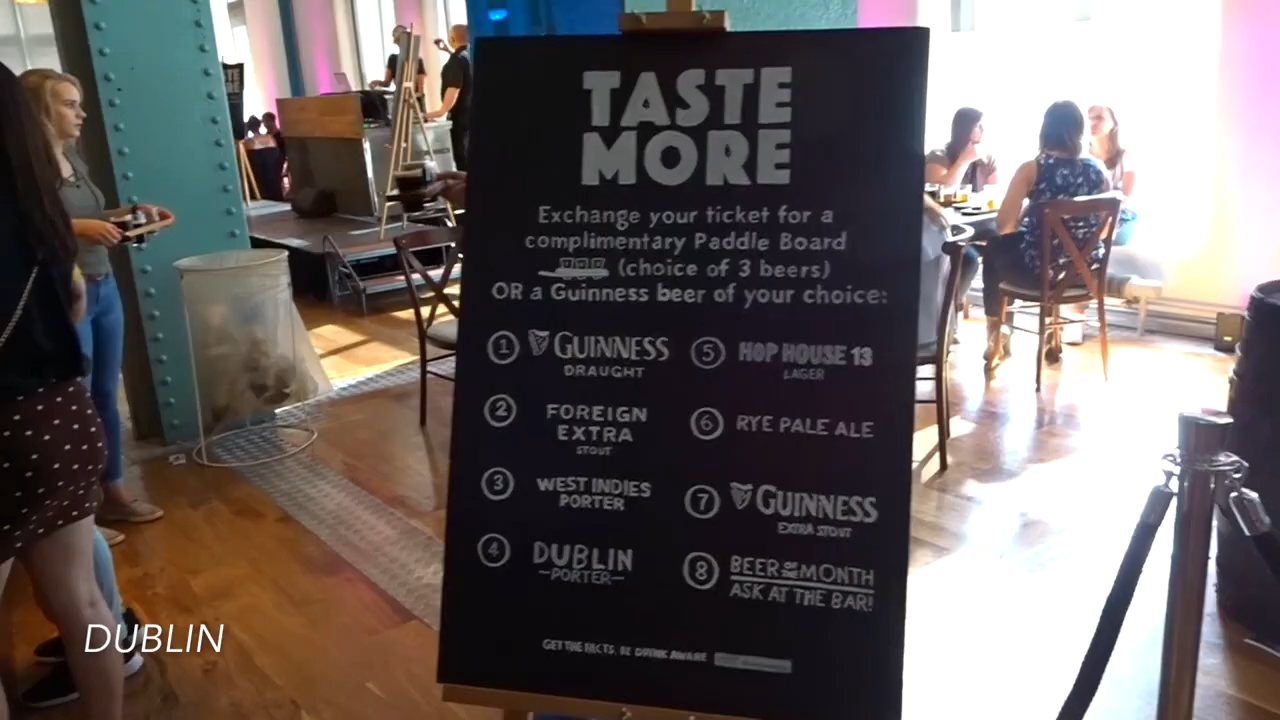 TASTE
MORE
Exchange your ticket for a
complimentary Paddle Board
(choice of 3 beers)
OR a Guinness beer of your choice:
1 GUINNESS
DRAUGHT
2 FOREIGN
EXTRA
STOUT
3 WEST INDIES
PORTER
4 DUBLIN
PORTER
5 HOP HOUSE 13
LAGER
6 RYE PALE ALE
7 GUINNESS
EXTRA STOUT
8 BEER OF THE MONTH
ASK AT THE BAR!
GET THE FACTS. BE DRINK AWARE
DUBLIN
TASTE
MORE